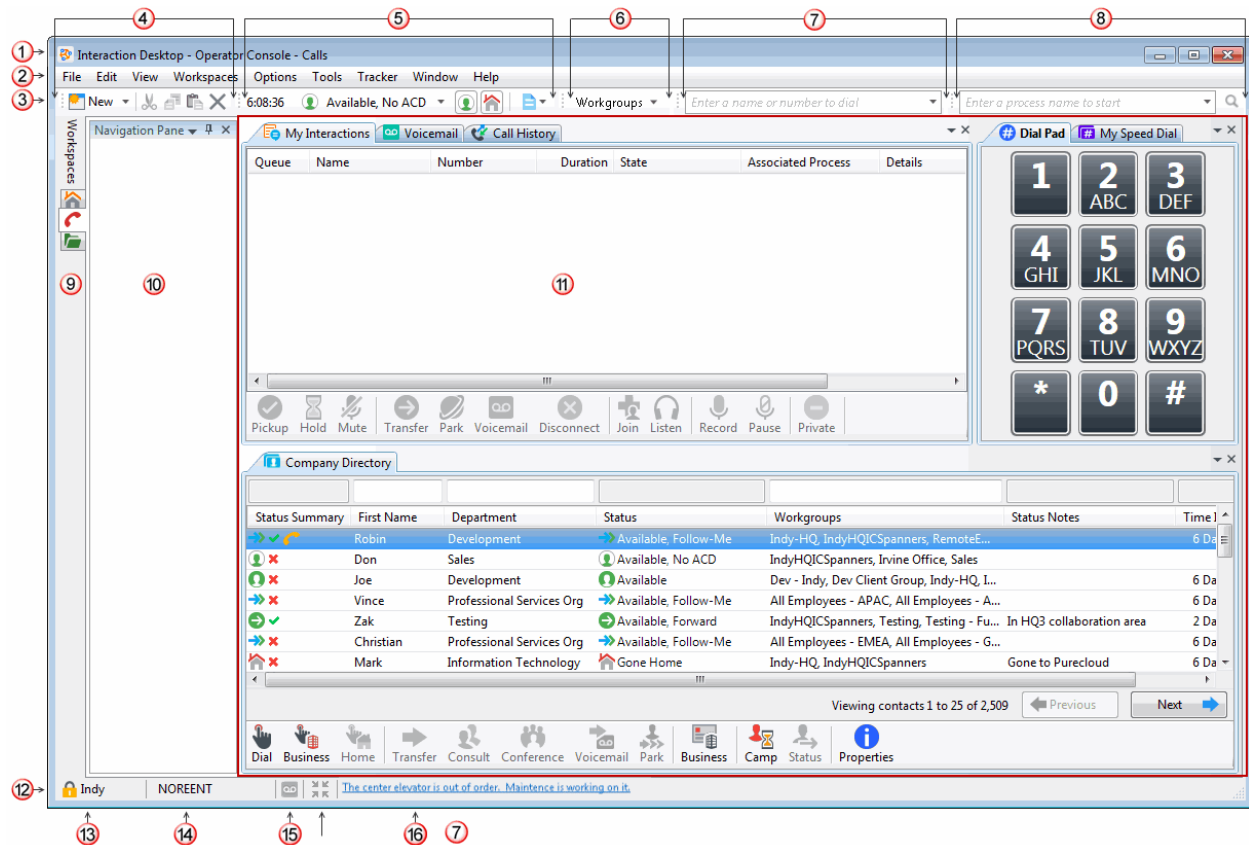 4 5 6 7 8
1
Interaction Desktop - Operator Console - Calls
2
File Edit View Workspaces Options Tools Tracker Window Help
3
New 6:08:36 Available, No ACD Workgroups Enter a name or number to dial Enter a process name to start
Workspaces
Navigation Pane
9
10
My Interactions Voicemail Call History
Queue Name Number Duration State Associated Process Details
11
Pickup Hold Mute Transfer Park Voicemail Disconnect Join Listen Record Pause Private
Dial Pad My Speed Dial
1 2 3
ABC DEF
4 5 6
GHI JKL MNO
7 8 9
PQRS TUV WXYZ
* 0 #
Company Directory
Status Summary First Name Department Status Workgroups Status Notes Time
Robin Development Available, Follow-Me Indy-HQ, IndyHQICSpanners, RemoteE... 6 Da
Don Sales Available, No ACD IndyHQICSpanners, Irvine Office, Sales
Joe Development Available Dev - Indy, Dev Client Group, Indy-HQ, I... 6 Da
Vince Professional Services Org Available, Follow-Me All Employees - APAC, All Employees - A... 6 Da
Zak Testing Available, Forward IndyHQICSpanners, Testing, Testing - Fu... In HQ3 collaboration area 2 Da
Christian Professional Services Org Available, Follow-Me All Employees - EMEA, All Employees - G... 6 Da
Mark Information Technology Gone Home Indy-HQ, IndyHQICSpanners Gone to Purecloud 6 Da
Viewing contacts 1 to 25 of 2,509 Previous Next
Dial Business Home Transfer Consult Conference Voicemail Park Business Camp Status Properties
12
Indy NOREENT The center elevator is out of order. Maintence is working on it.
13 14 15 16 7